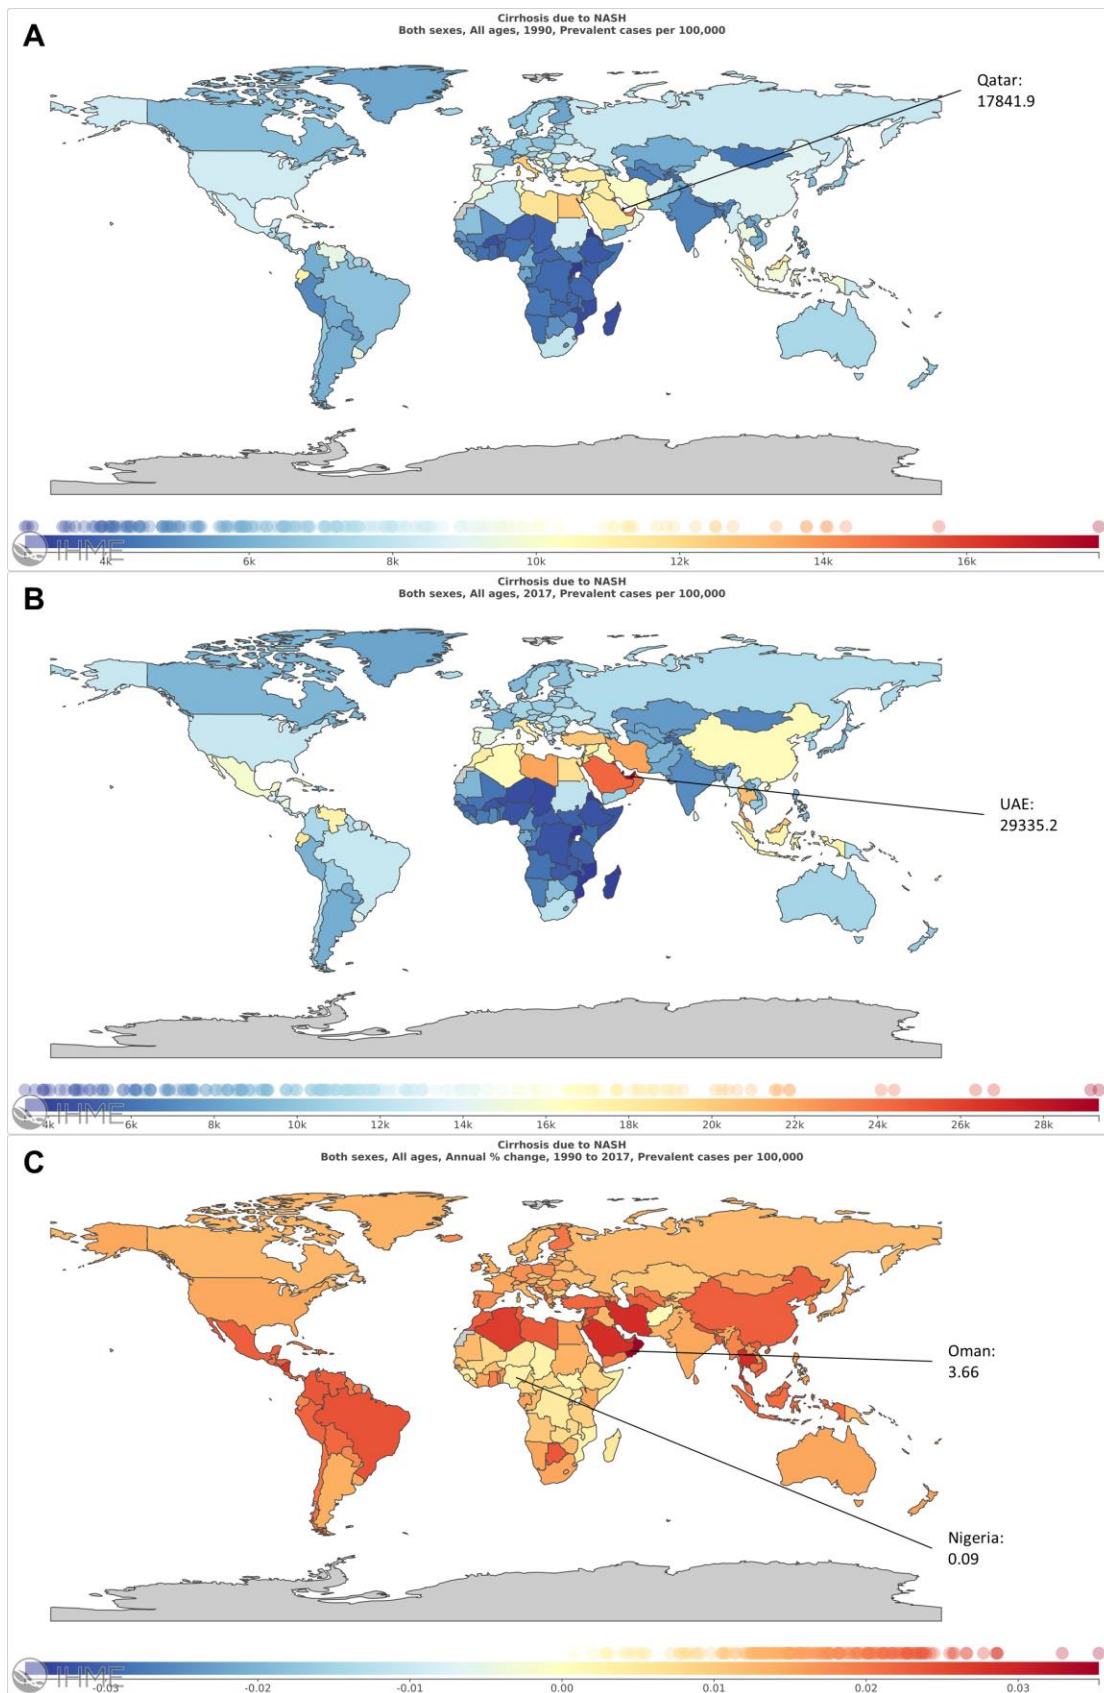 A
Cirrhosis due to NASH
Both sexes, All ages, 1990, Prevalent cases per 100,000
Qatar:
17841.9
IHME
4k 6k 8k 10k 12k 14k 16k
B
Cirrhosis due to NASH
Both sexes, All ages, 2017, Prevalent cases per 100,000
UAE:
29335.2
IHME
4k 6k 8k 10k 12k 14k 16k 18k 20k 22k 24k 26k 28k
C
Cirrhosis due to NASH
Both sexes, All ages, Annual % change, 1990 to 2017, Prevalent cases per 100,000
Oman:
3.66
Nigeria:
0.09
IHME
-0.03 -0.02 -0.01 0.00 0.01 0.02 0.03